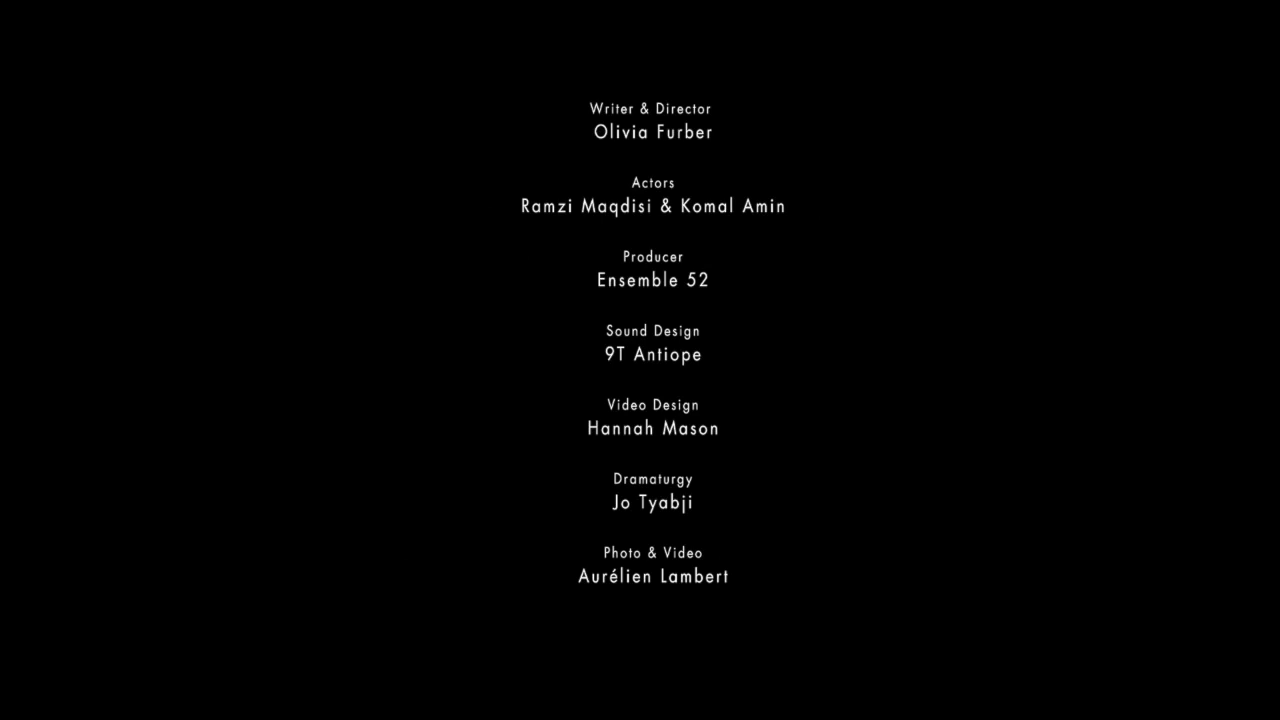 Writer & Director
Olivia Furber
Actors
Ramzi Maqdisi & Komal Amin
Producer
Ensemble 52
Sound Design
9T Antiope
Video Design
Hannah Mason
Dramaturgy
Jo Tyabji
Photo & Video
Aurélien Lambert